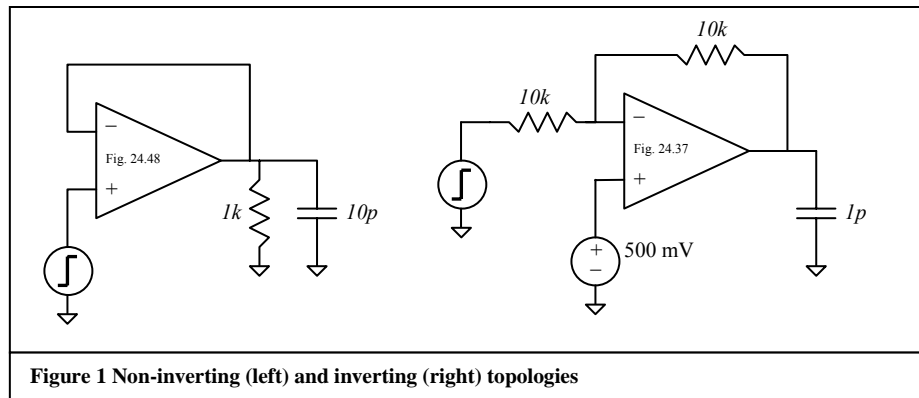 10k
10k
−
Fig. 24.48
+
1k
10p
−
Fig. 24.37
+
1p
+
−
500 mV
Figure 1 Non-inverting (left) and inverting (right) topologies